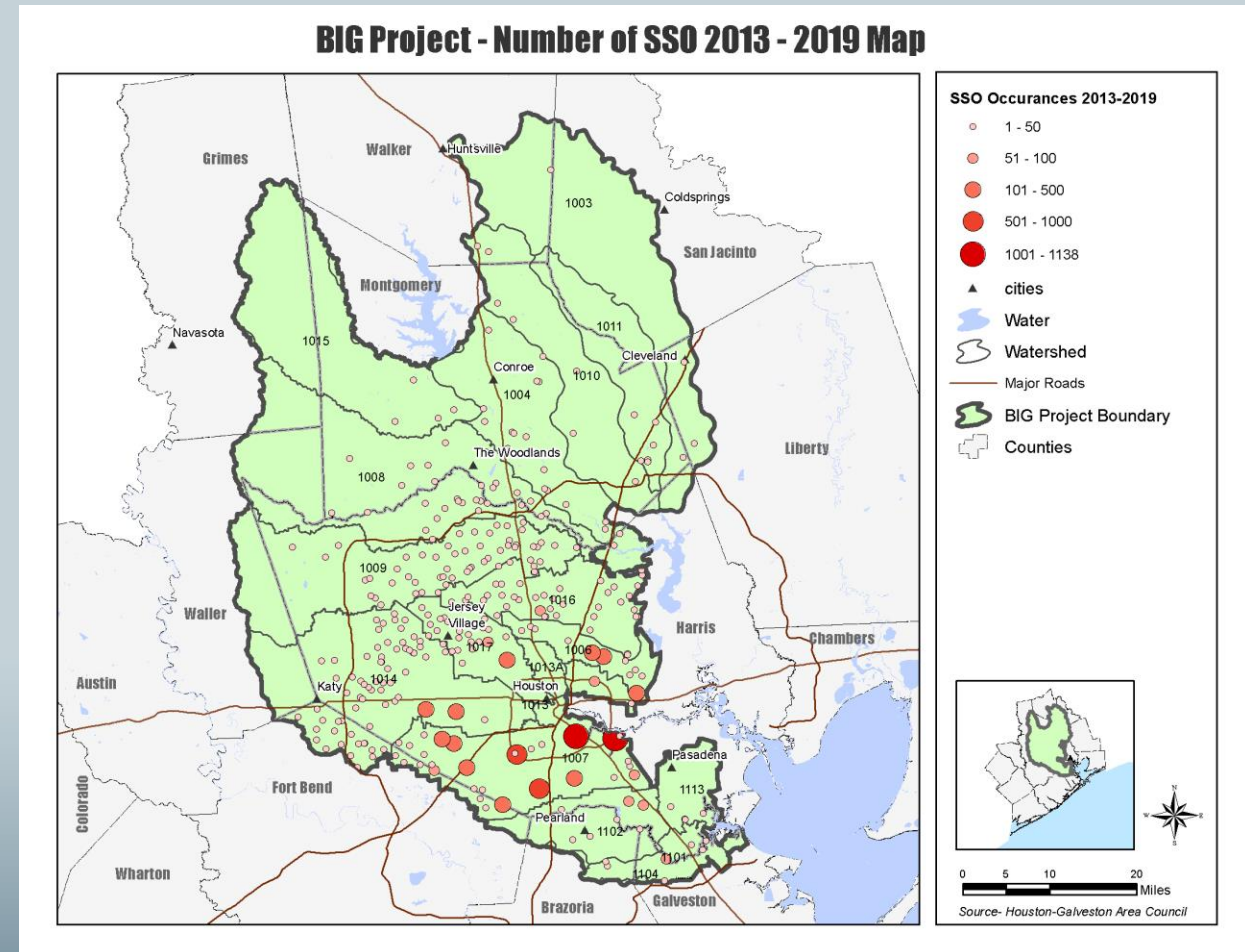 BIG Project - Number of SSO 2013 - 2019 Map
Grimes
Walker
Huntsville
1003
Coldsprings
San Jacinto
Montgomery
Navasota
1015
1011
Cleveland
Conroe
1010
1004
The Woodlands
Liberty
1008
1009
1016
Jersey
Village
Waller
Harris
Chambers
1017
1006
1013A
Austin
Katy
1014
Houston
1013
1007
Pasadena
Fort Bend
1113
Colorado
Pearland
1102
1101
Wharton
1104
Brazoria
Galveston
SSO Occurances 2013-2019
1 - 50
51 - 100
101 - 500
501 - 1000
1001 - 1138
cities
Water
Watershed
Major Roads
BIG Project Boundary
Counties
N
W E
S
0 5 10 20
Miles
Source- Houston-Galveston Area Council